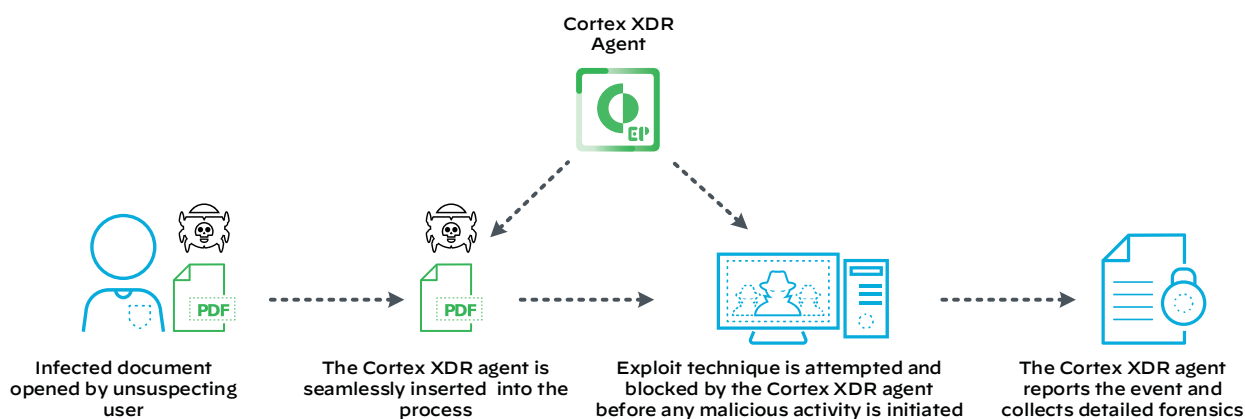 Cortex XDR
Agent
EP
PDF
PDF
Infected document
opened by unsuspecting
user
The Cortex XDR agent is
seamlessly inserted into the
process
Exploit technique is attempted and
blocked by the Cortex XDR agent
before any malicious activity is initiated
The Cortex XDR agent
reports the event and
collects detailed forensics